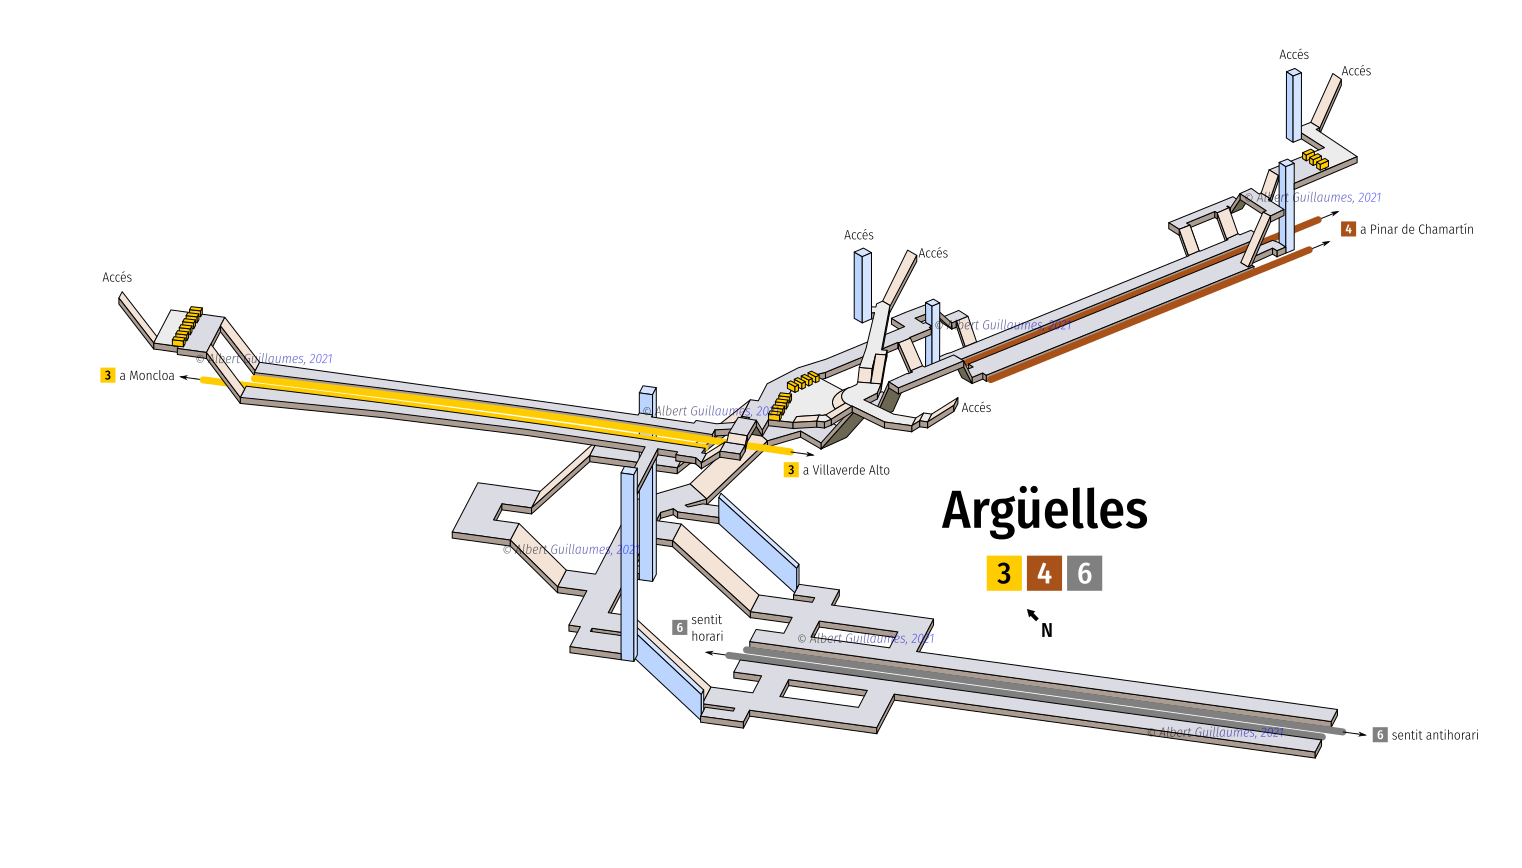 Accés
Accés
© Albert Guillaumes, 2021
4 a Pinar de Chamartín
Accés
Accés
Accés
© Albert Guillaumes, 2021
© Albert Guillaumes, 2021
3 a Moncloa
© Albert Guillaumes, 2021
Accés
3 a Villaverde Alto
Argüelles
3 4 6
N
© Albert Guillaumes, 2021
6 sentit
horari
© Albert Guillaumes, 2021
© Albert Guillaumes, 2021
6 sentit antihorari